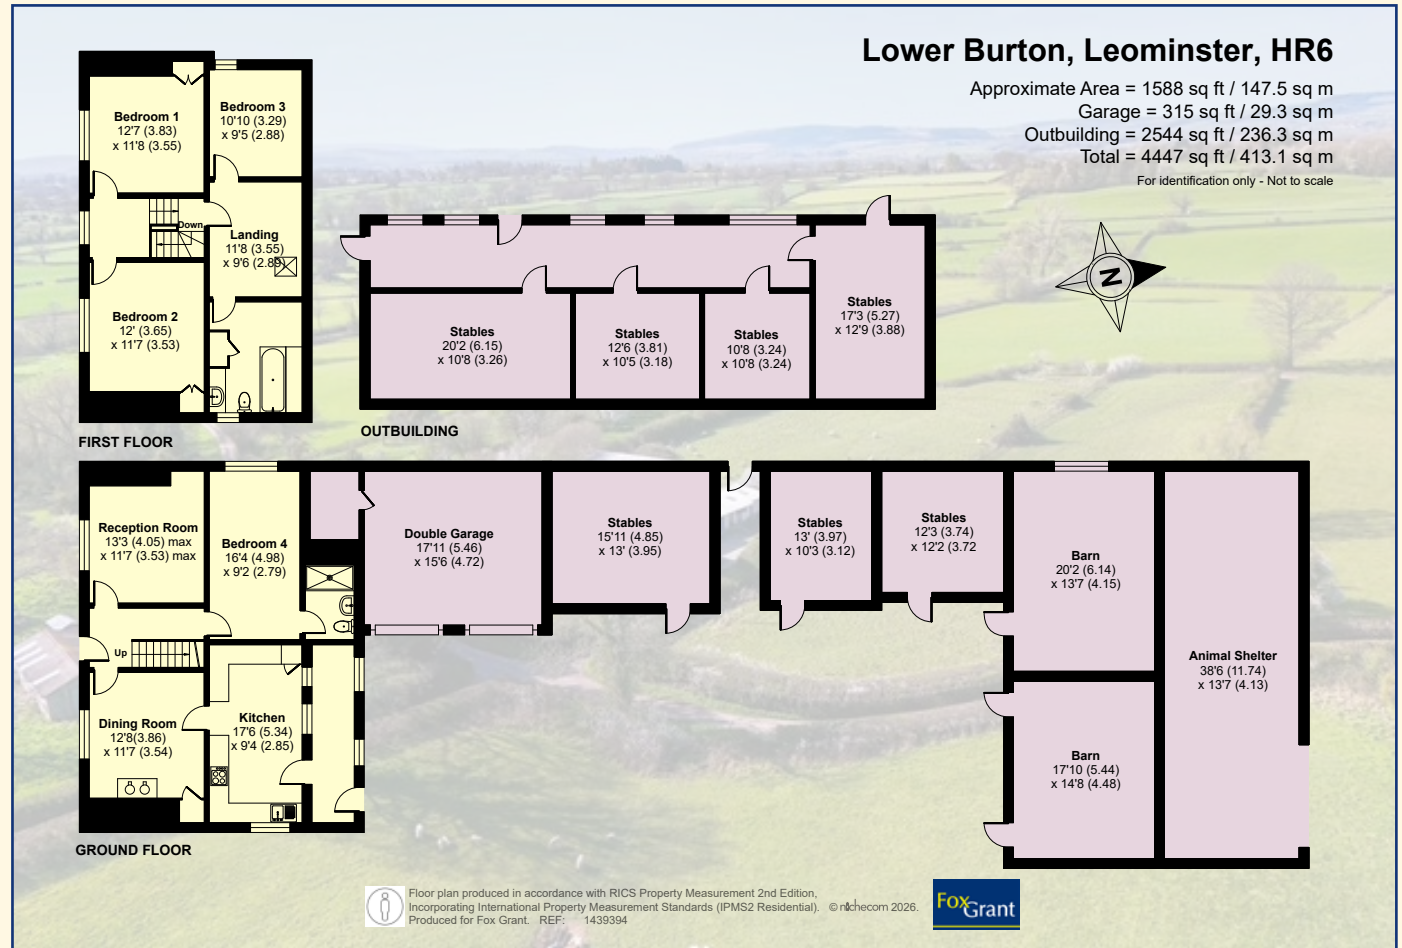 Lower Burton, Leominster, HR6
Approximate Area = 1588 sq ft / 147.5 sq m
Garage = 315 sq ft / 29.3 sq m
Outbuilding = 2544 sq ft / 236.3 sq m
Total = 4447 sq ft / 413.1 sq m
For identification only - Not to scale
N
Bedroom 1
12'7 (3.83)
x 11'8 (3.55)
Bedroom 3
10'10 (3.29)
x 9'5 (2.88)
Down
Landing
11'8 (3.55)
x 9'6 (2.89)
Bedroom 2
12' (3.65)
x 11'7 (3.53)
FIRST FLOOR
Stables
20'2 (6.15)
x 10'8 (3.26)
Stables
12'6 (3.81)
x 10'5 (3.18)
Stables
10'8 (3.24)
x 10'8 (3.24)
Stables
17'3 (5.27)
x 12'9 (3.88)
OUTBUILDING
Reception Room
13'3 (4.05) max
x 11'7 (3.53) max
Bedroom 4
16'4 (4.98)
x 9'2 (2.79)
Double Garage
17'11 (5.46)
x 15'6 (4.72)
Stables
15'11 (4.85)
x 13' (3.95)
Stables
13' (3.97)
x 10'3 (3.12)
Stables
12'3 (3.74)
x 12'2 (3.72
Barn
20'2 (6.14)
x 13'7 (4.15)
Animal Shelter
38'6 (11.74)
x 13'7 (4.13)
Up
Dining Room
12'8(3.86)
x 11'7 (3.54)
Kitchen
17'6 (5.34)
x 9'4 (2.85)
Barn
17'10 (5.44)
x 14'8 (4.48)
GROUND FLOOR
Floor plan produced in accordance with RICS Property Measurement 2nd Edition,
Incorporating International Property Measurement Standards (IPMS2 Residential). © nichecom 2026.
Produced for Fox Grant. REF: 1439394
Fox
Grant